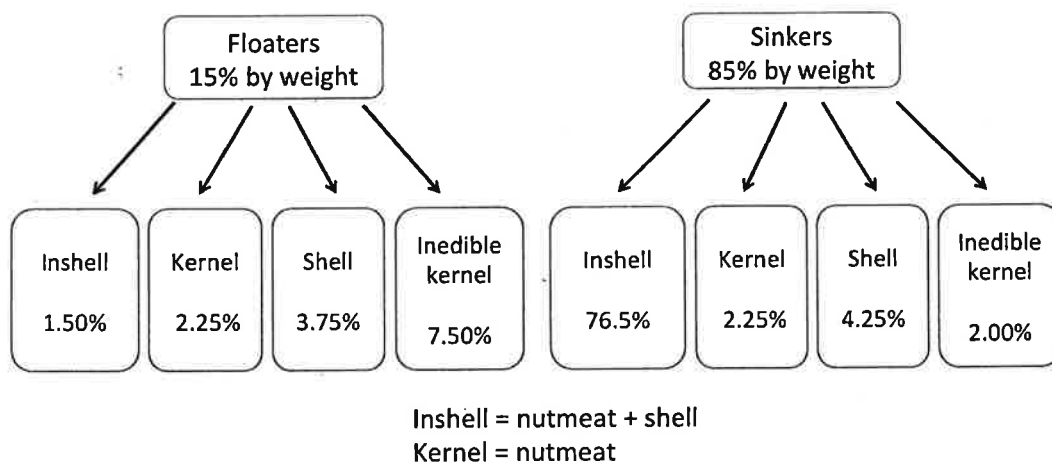 Floaters
15% by weight
Sinkers
85% by weight
Inshell
1.50%
Kernel
2.25%
Shell
3.75%
Inedible
kernel
7.50%
Inshell
76.5%
Kernel
2.25%
Shell
4.25%
Inedible
kernel
2.00%
Inshell = nutmeat + shell
Kernel = nutmeat